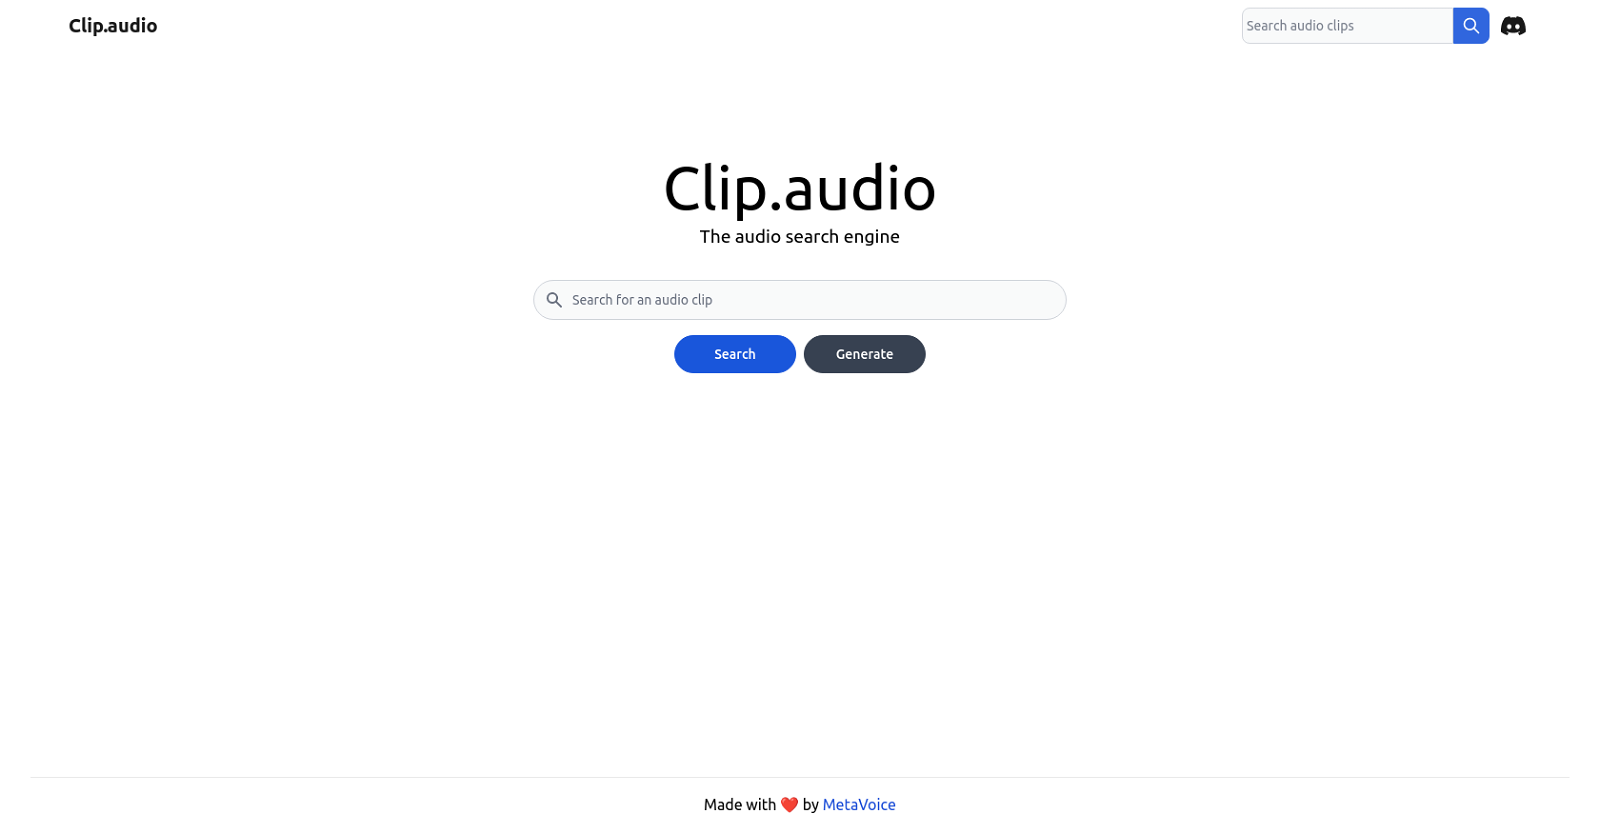 Clip.audio
Search audio clips
Clip.audio
The audio search engine
Search for an audio clip
Search
Generate
Made with ❤️ by MetaVoice